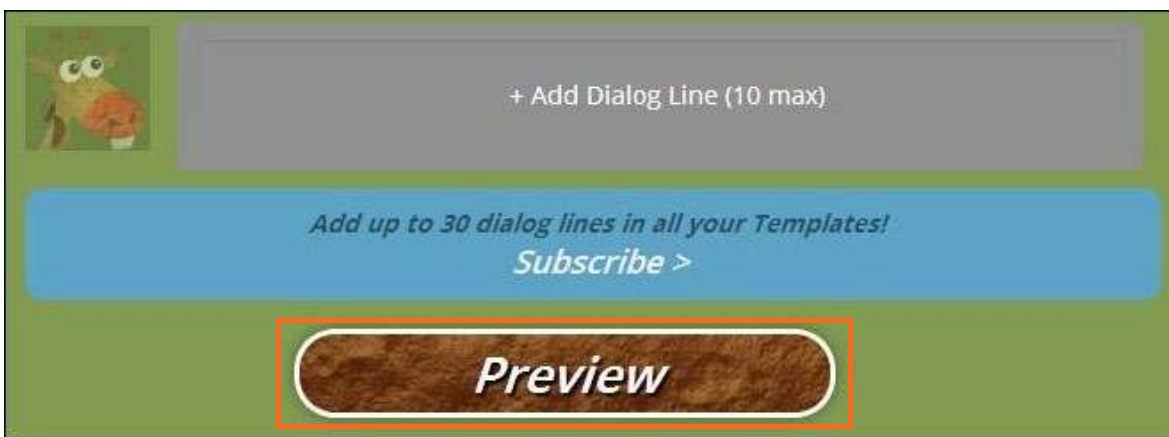 + Add Dialog Line (10 max)
Add up to 30 dialog lines in all your Templates!
Subscribe >
Preview